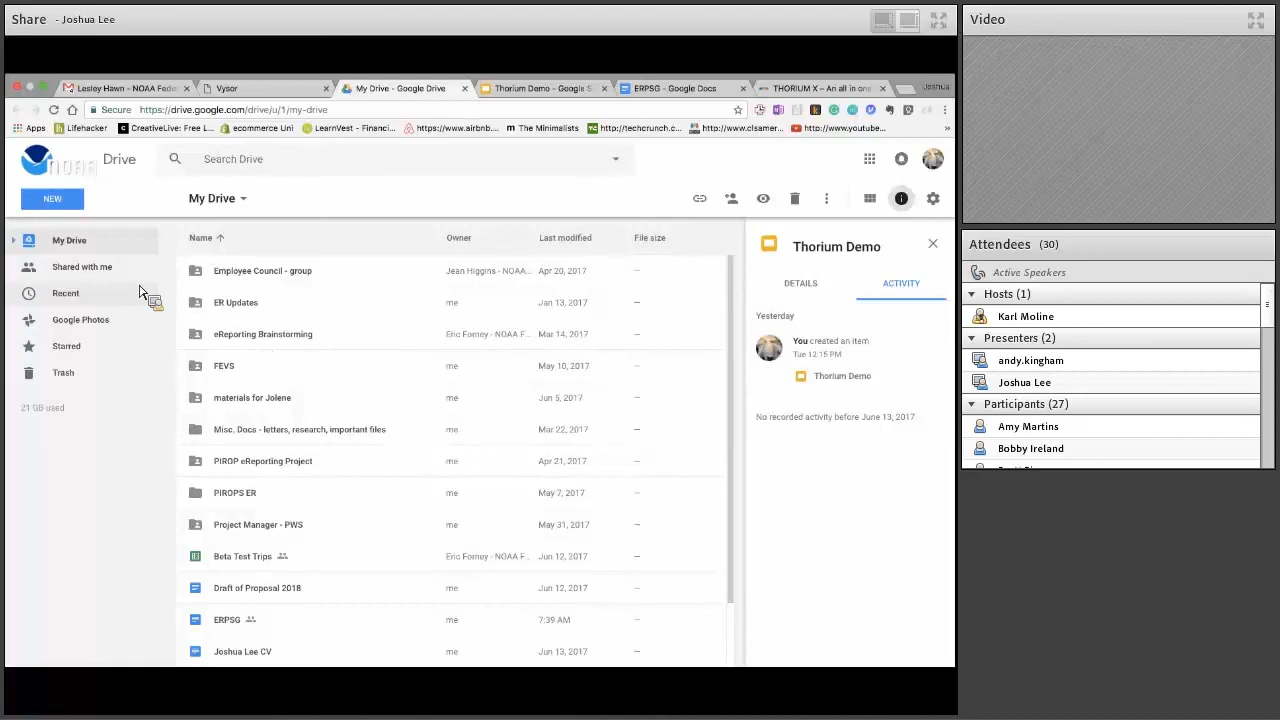 Share - Joshua Lee
Video
Lesley Hawn - NOAA Fede
Vysor
My Drive - Google Drive
Thorium Demo - Google S
ERPSG - Google Docs
THORIUM X – An all in one
Joshua
Secure https://drive.google.com/drive/u/1/my-drive
Apps
Lifehacker
CreativeLive: Free L...
ecommerce Uni
LearnVest - Financi...
https://www.airbnb...
The Minimalists
http://techcrunch.c...
http://www.clsamer...
http://www.youtube...
»
noaa Drive
Search Drive
NEW
My Drive
My Drive
Shared with me
Recent
Google Photos
Starred
Trash
21 GB used
Name Owner Last modified File size
Employee Council - group Jean Higgins - NOAA... Apr 20, 2017 —
ER Updates me Jan 13, 2017 —
eReporting Brainstorming Eric Forney - NOAA F... Mar 14, 2017 —
FEVS me May 10, 2017 —
materials for Jolene me Jun 5, 2017 —
Misc. Docs - letters, research, important files me Mar 22, 2017 —
PIROP eReporting Project me Apr 21, 2017 —
PIROPS ER me May 7, 2017 —
Project Manager - PWS me May 31, 2017 —
Beta Test Trips Eric Forney - NOAA F... Jun 12, 2017 —
Draft of Proposal 2018 me Jun 12, 2017 —
ERPSG me 7:39 AM —
Joshua Lee CV me Jun 13, 2017 —
Thorium Demo
DETAILS ACTIVITY
Yesterday
You created an item
Tue 12:15 PM
Thorium Demo
No recorded activity before June 13, 2017
Attendees (30)
Active Speakers
Hosts (1)
Karl Moline
Presenters (2)
andy.kingham
Joshua Lee
Participants (27)
Amy Martins
Bobby Ireland